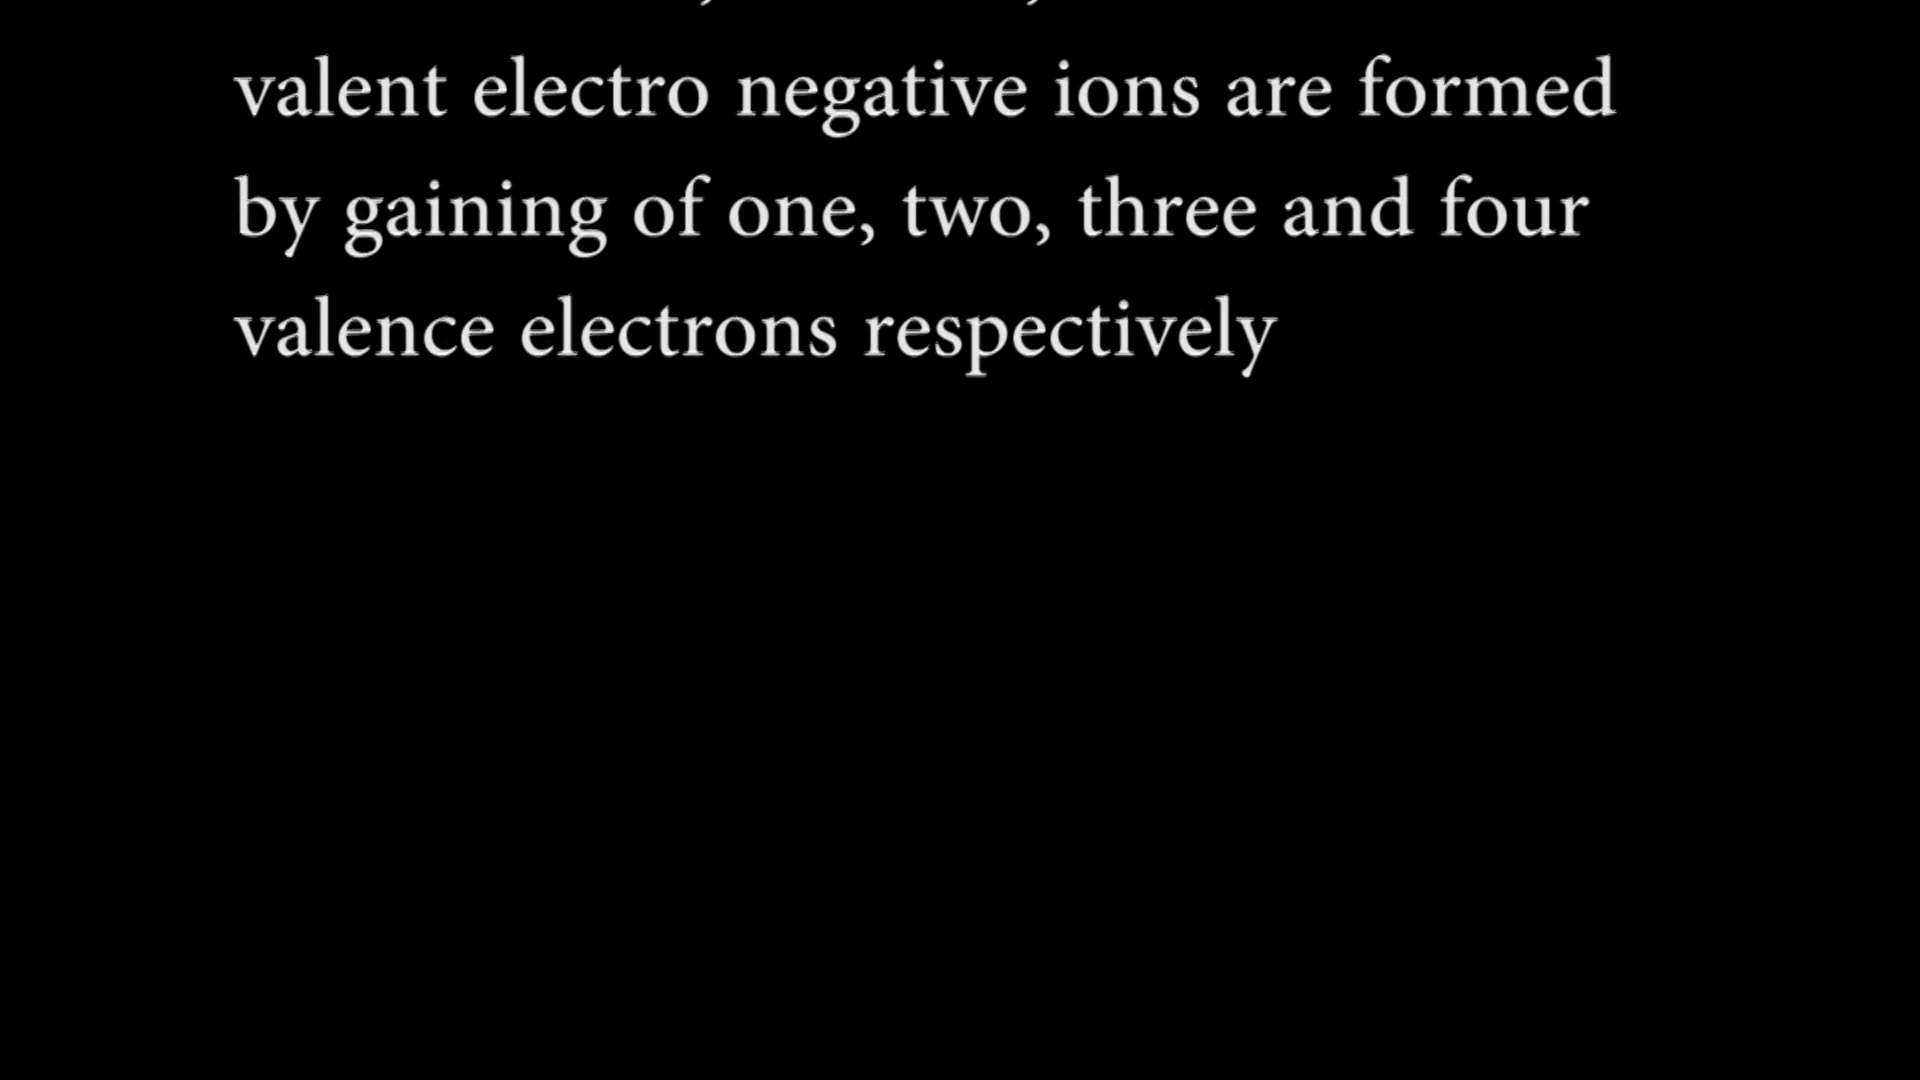 valent electro negative ions are formed
by gaining of one, two, three and four
valence electrons respectively